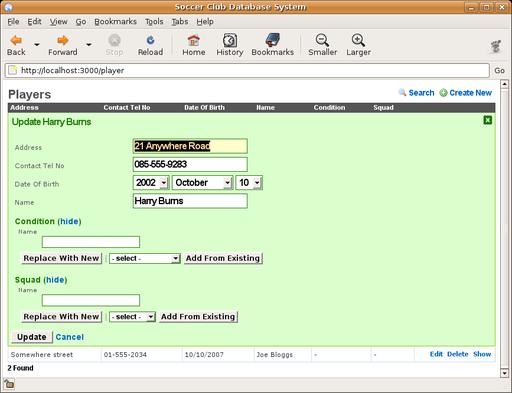 Soccer Club Database System
File Edit View Go Bookmarks Tools Tabs Help
Back Forward Stop Reload Home History Bookmarks Smaller Larger
http://localhost:3000/player Go
Players Search Create New
Address Contact Tel No Date Of Birth Name Condition Squad
Update Harry Burns
Address 21 Anywhere Road
Contact Tel No 085-555-9283
Date Of Birth 2002 October 10
Name Harry Burns
Condition (hide)
Name
Replace With New | - select - Add From Existing
Squad (hide)
Name
Replace With New | - select - Add From Existing
Update Cancel
Somewhere street 01-555-2034 10/10/2007 Joe Bloggs - - Edit Delete Show
2 Found